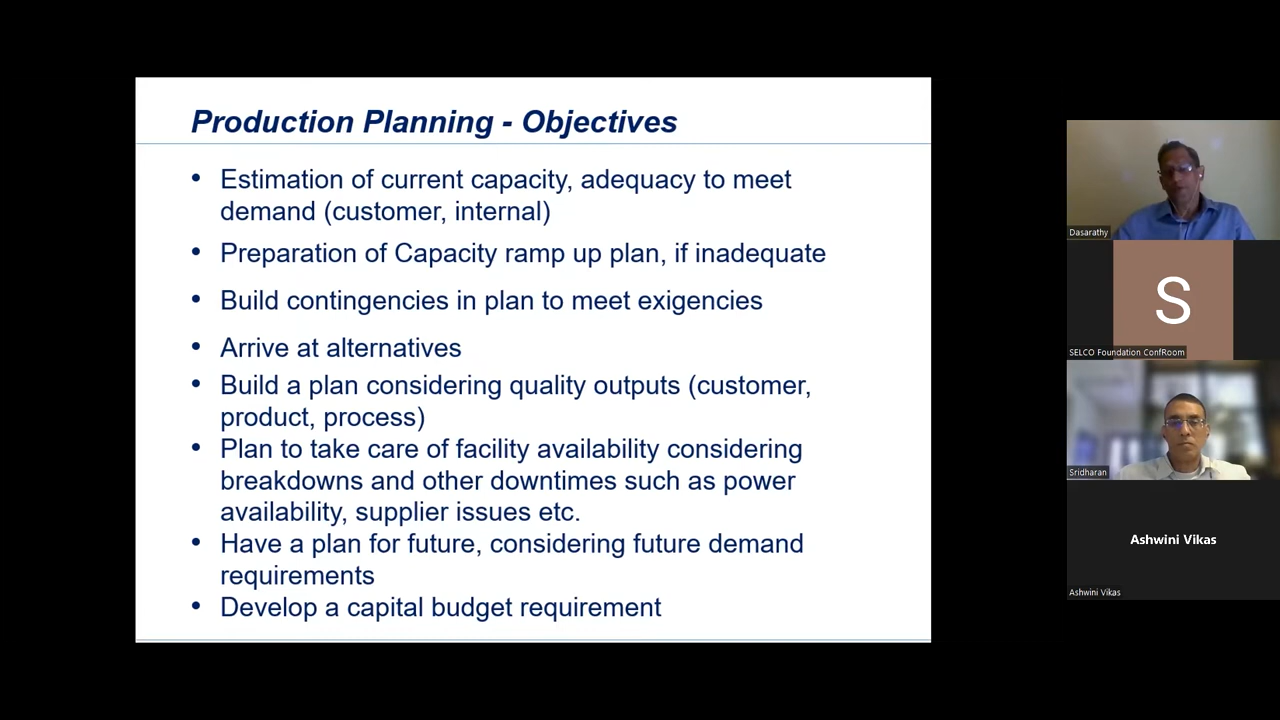 Production Planning - Objectives
• Estimation of current capacity, adequacy to meet
demand (customer, internal)
• Preparation of Capacity ramp up plan, if inadequate
• Build contingencies in plan to meet exigencies
• Arrive at alternatives
• Build a plan considering quality outputs (customer,
product, process)
• Plan to take care of facility availability considering
breakdowns and other downtimes such as power
availability, supplier issues etc.
• Have a plan for future, considering future demand
requirements
• Develop a capital budget requirement
Dasarathy
S
SELCO Foundation ConfRoom
Sridharan
Ashwini Vikas
Ashwini Vikas